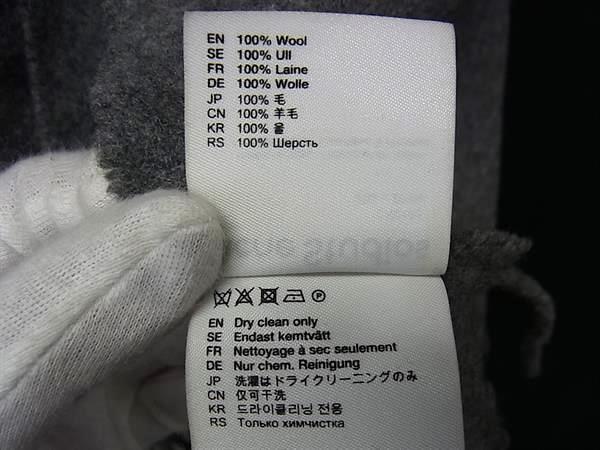 EN 100% Wool
SE 100% Ull
FR 100% Laine
DE 100% Wolle
JP 100% 毛
CN 100% 羊毛
KR 100% 울
RS 100% Шерсть
EN Dry clean only
SE Endast kemtvätt
FR Nettoyage à sec seulement
DE Nur chem. Reinigung
JP 洗濯はドライクリーニングのみ
CN 仅可干洗
KR 드라이클리닝 전용
RS Только химчистка